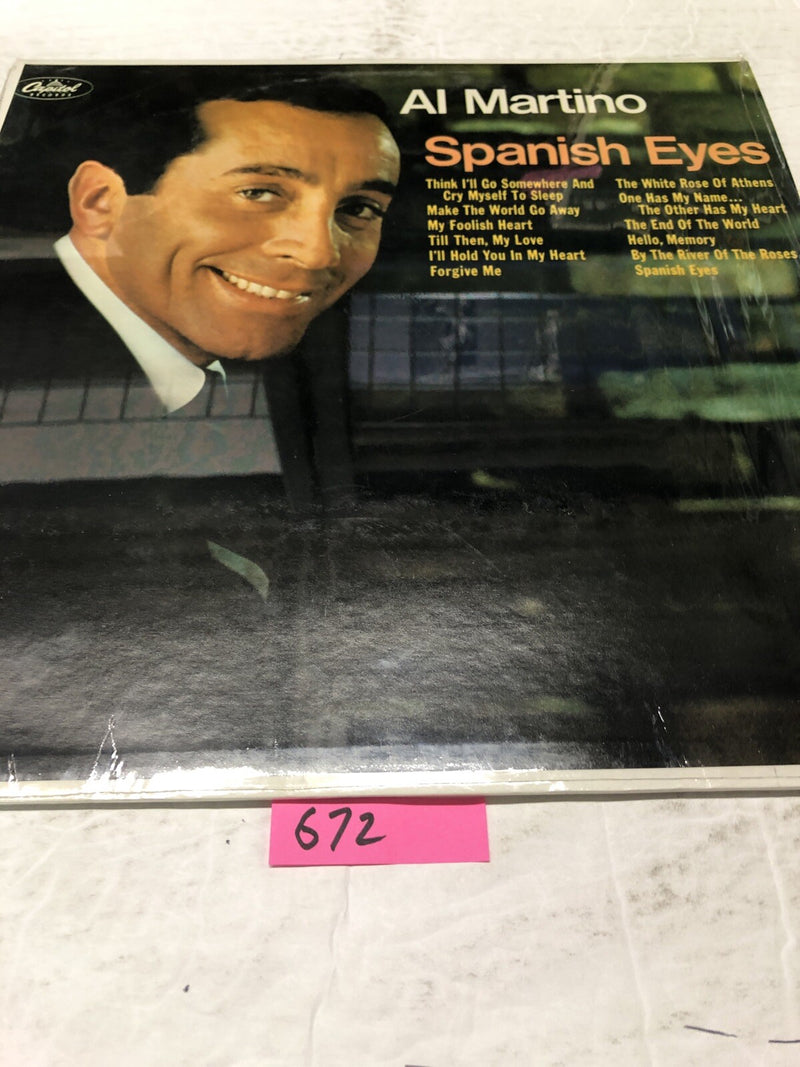 Capitol
RECORDS
Al Martino
Spanish Eyes
Think I'll Go Somewhere And
Cry Myself To Sleep
Make The World Go Away
My Foolish Heart
Till Then, My Love
I'll Hold You In My Heart
Forgive Me
The White Rose Of Athens
One Has My Name...
The Other Has My Heart
The End Of The World
Hello, Memory
By The River Of The Roses
Spanish Eyes
672